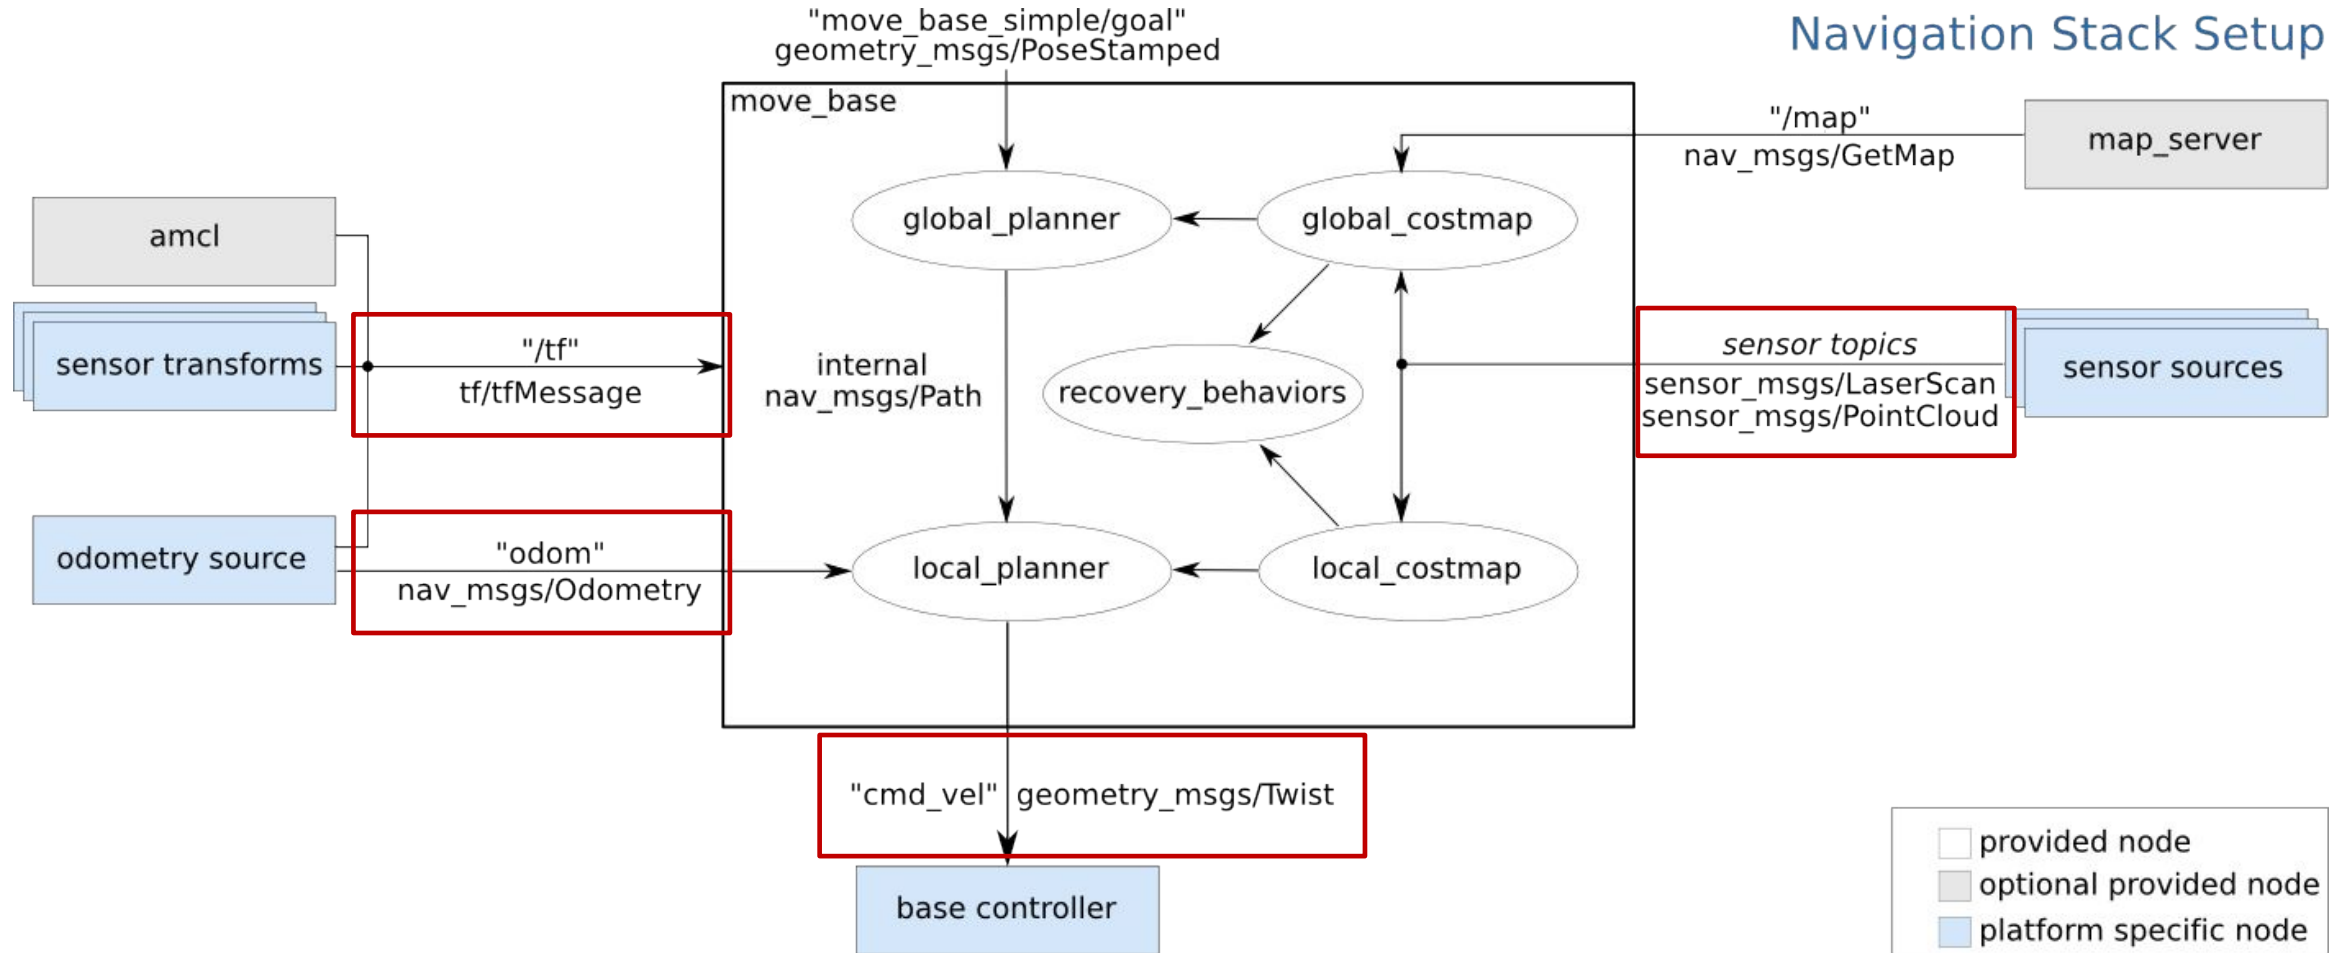 "move_base_simple/goal"
geometry_msgs/PoseStamped
Navigation Stack Setup
move_base
"/map"
nav_msgs/GetMap
map_server
amcl
global_planner
global_costmap
sensor transforms
"/tf"
tf/tfMessage
internal
nav_msgs/Path
recovery_behaviors
sensor topics
sensor_msgs/LaserScan
sensor_msgs/PointCloud
sensor sources
odometry source
"odom"
nav_msgs/Odometry
local_planner
local_costmap
"cmd_vel" geometry_msgs/Twist
base controller
provided node
optional provided node
platform specific node